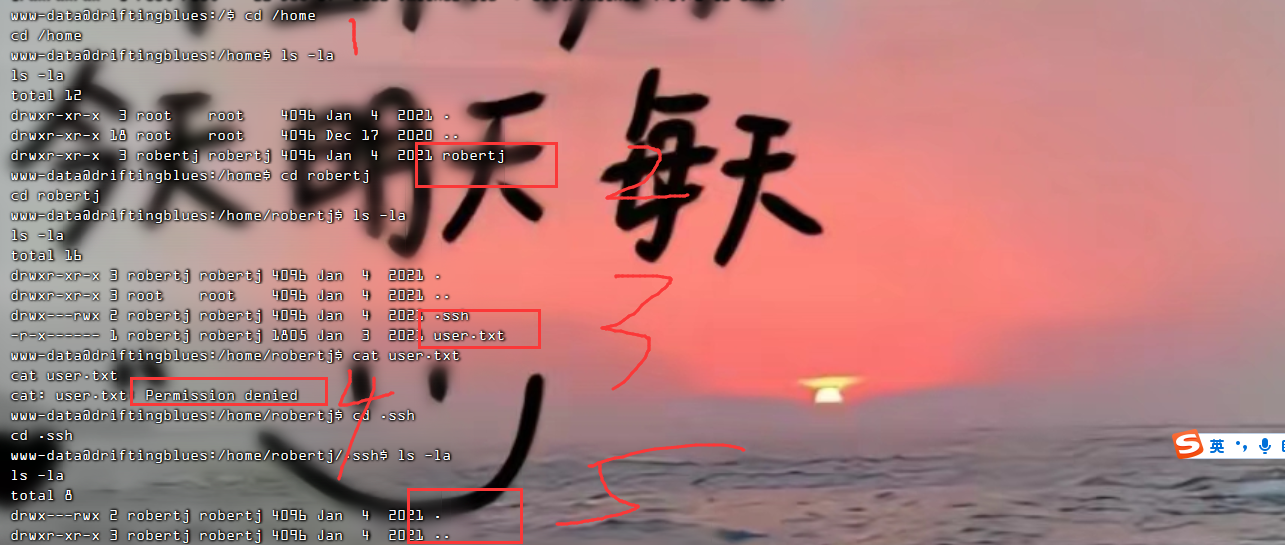 www-data@driftingblues:/$ cd /home
1
cd /home
www-data@driftingblues:/home$ ls -la
ls -la
total 12
drwxr-xr-x  3 root    root    4096 Jan  4  2021 .
drwxr-xr-x 18 root    root    4096 Dec 17  2020 ..
drwxr-xr-x  3 robertj robertj 4096 Jan  4  2021 robertj
每天
2
www-data@driftingblues:/home$ cd robertj
cd robertj
www-data@driftingblues:/home/robertj$ ls -la
ls -la
total 16
drwxr-xr-x 3 robertj robertj 4096 Jan  4  2021 .
drwxr-xr-x 3 root    root    4096 Jan  4  2021 ..
drwx---rwx 2 robertj robertj 4096 Jan  4  2021 .ssh
3
-r-x------ 1 robertj robertj 1805 Jan  3  2021 user.txt
www-data@driftingblues:/home/robertj$ cat user.txt
cat user.txt
cat: user.txt: Permission denied
4
www-data@driftingblues:/home/robertj$ cd .ssh
cd .ssh
英
www-data@driftingblues:/home/robertj/.ssh$ ls -la
ls -la
5
total 8
drwx---rwx 2 robertj robertj 4096 Jan  4  2021 .
drwxr-xr-x 3 robertj robertj 4096 Jan  4  2021 ..